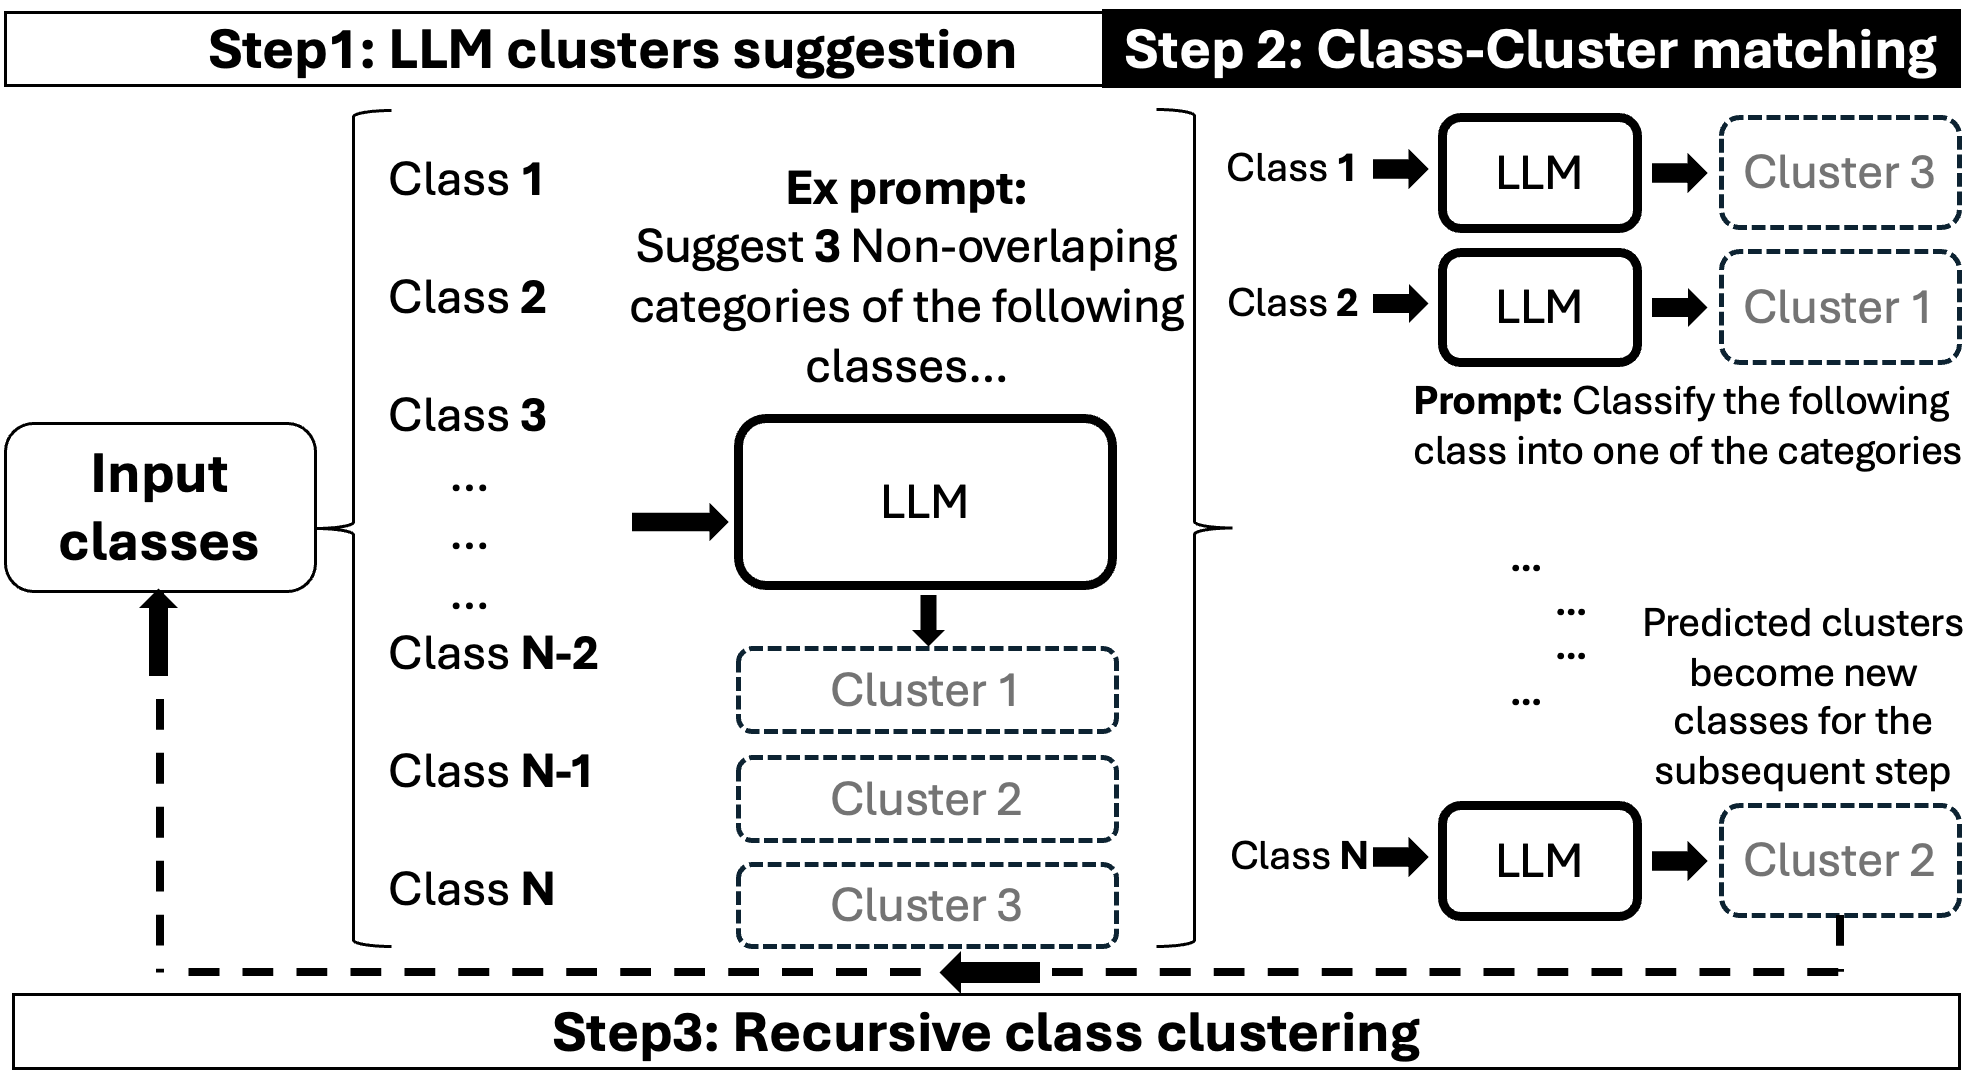 Step1: LLM clusters suggestion
Step 2: Class-Cluster matching
Input
classes
Class 1
Class 2
Class 3
...
...
...
Class N-2
Class N-1
Class N
Ex prompt:
Suggest 3 Non-overlaping
categories of the following
classes...
LLM
Cluster 1
Cluster 2
Cluster 3
Class 1
LLM
Cluster 3
Class 2
LLM
Cluster 1
Prompt: Classify the following
class into one of the categories
...
...
...
...
Predicted clusters
become new
classes for the
subsequent step
Class N
LLM
Cluster 2
Step3: Recursive class clustering